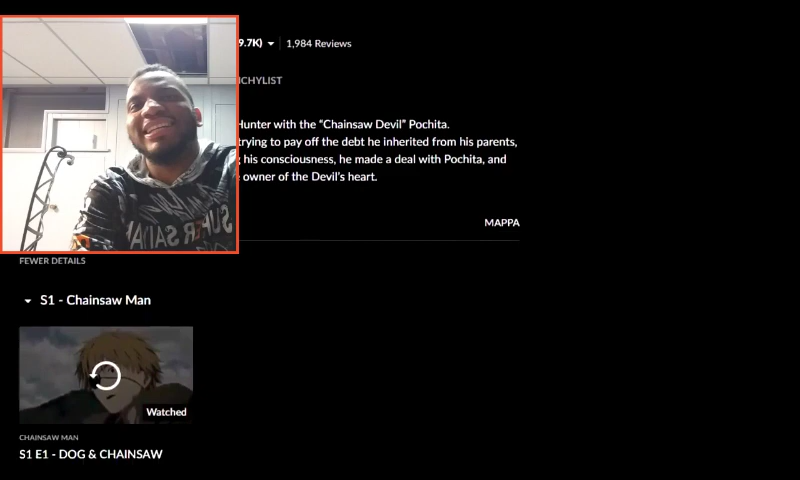 9.7K) 1,984 Reviews
Hunter with the “Chainsaw Devil” Pochita.
trying to pay off the debt he inherited from his parents,
his consciousness, he made a deal with Pochita, and
owner of the Devil's heart.
MAPPA
FEWER DETAILS
S1 - Chainsaw Man
Watched
CHAINSAW MAN
S1 E1 - DOG & CHAINSAW